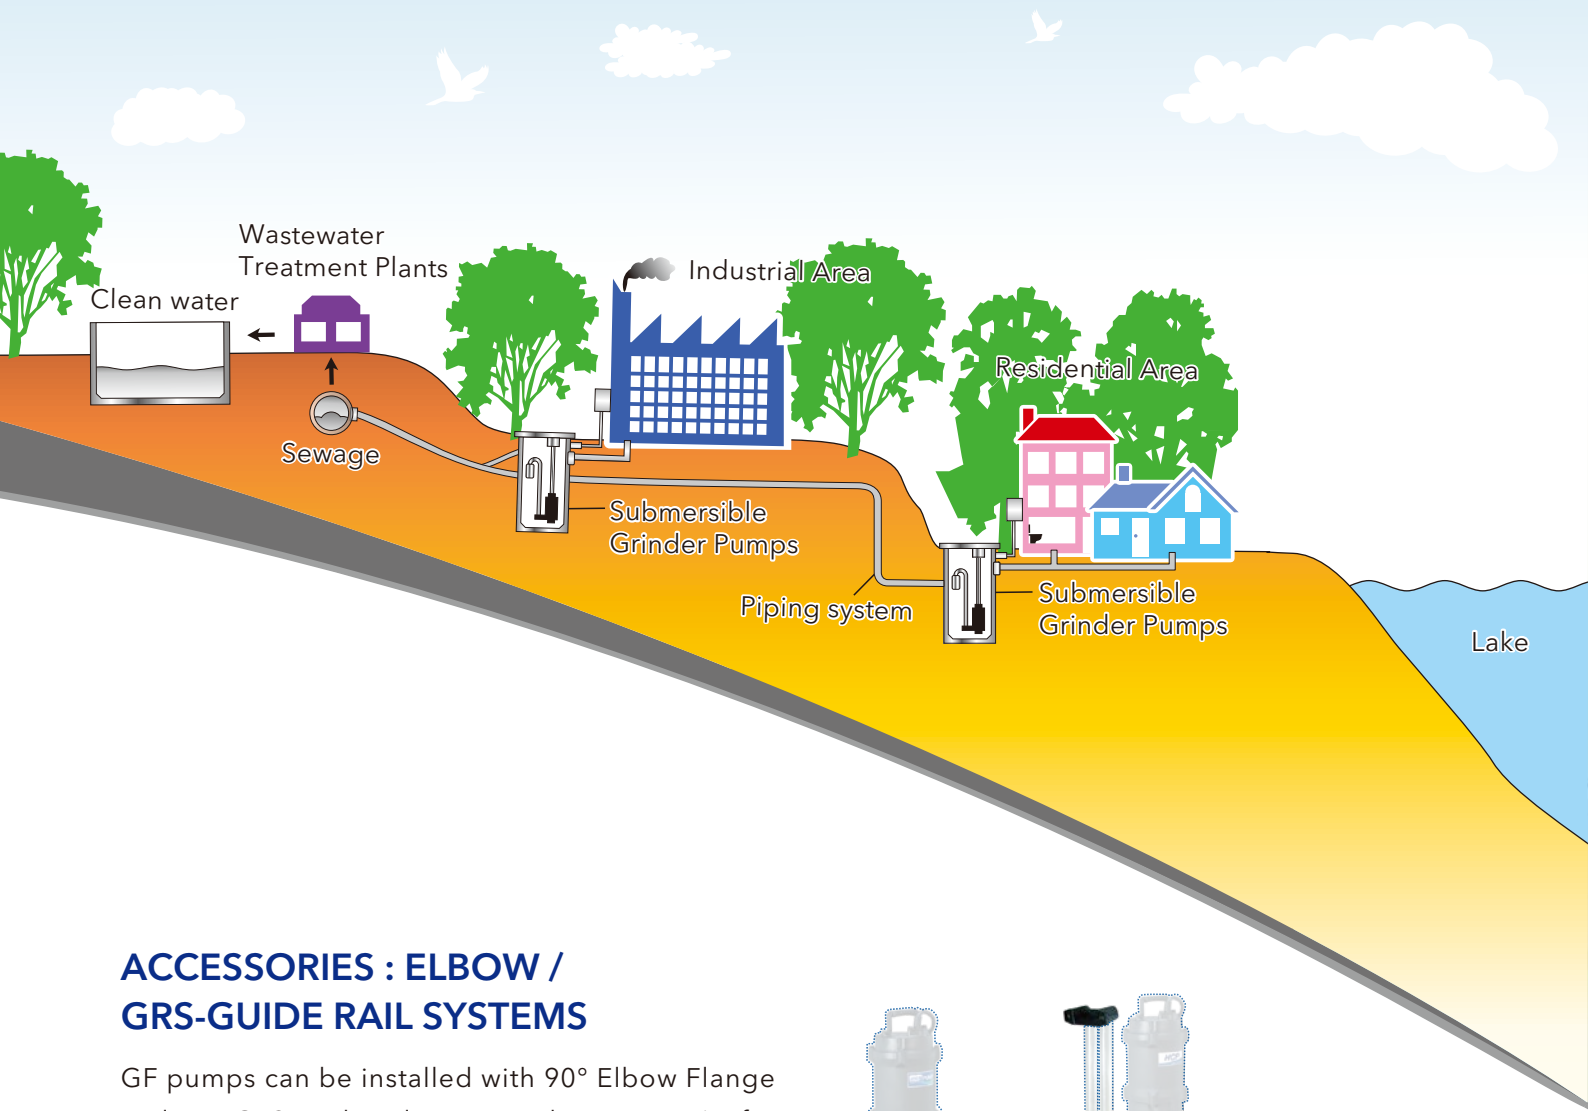 Wastewater
Treatment Plants
Clean water
Industrial Area
Residential Area
Sewage
Submersible
Grinder Pumps
Piping system
Submersible
Grinder Pumps
Lake
ACCESSORIES : ELBOW /
GRS-GUIDE RAIL SYSTEMS
GF pumps can be installed with 90° Elbow Flange